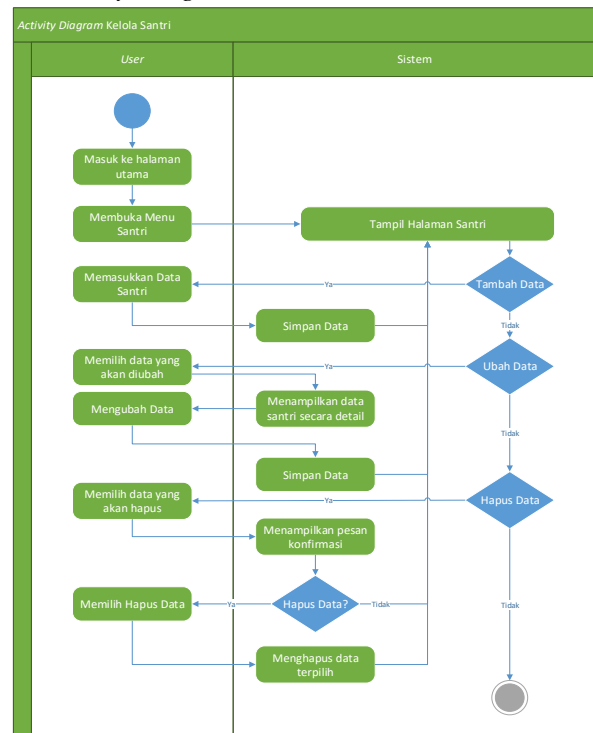 Activity Diagram Kelola Santri
User
Sistem
Masuk ke halaman
utama
Membuka Menu
Santri
Tampil Halaman Santri
Memasukkan Data
Santri
Ya
Tambah Data
Simpan Data
Tidak
Memilih data yang
akan diubah
Ya
Ubah Data
Mengubah Data
Menampilkan data
santri secara detail
Tidak
Simpan Data
Memilih data yang
akan hapus
Ya
Hapus Data
Menampilkan pesan
konfirmasi
Memilih Hapus Data
Ya
Hapus Data?
Tidak
Tidak
Menghapus data
terpilih